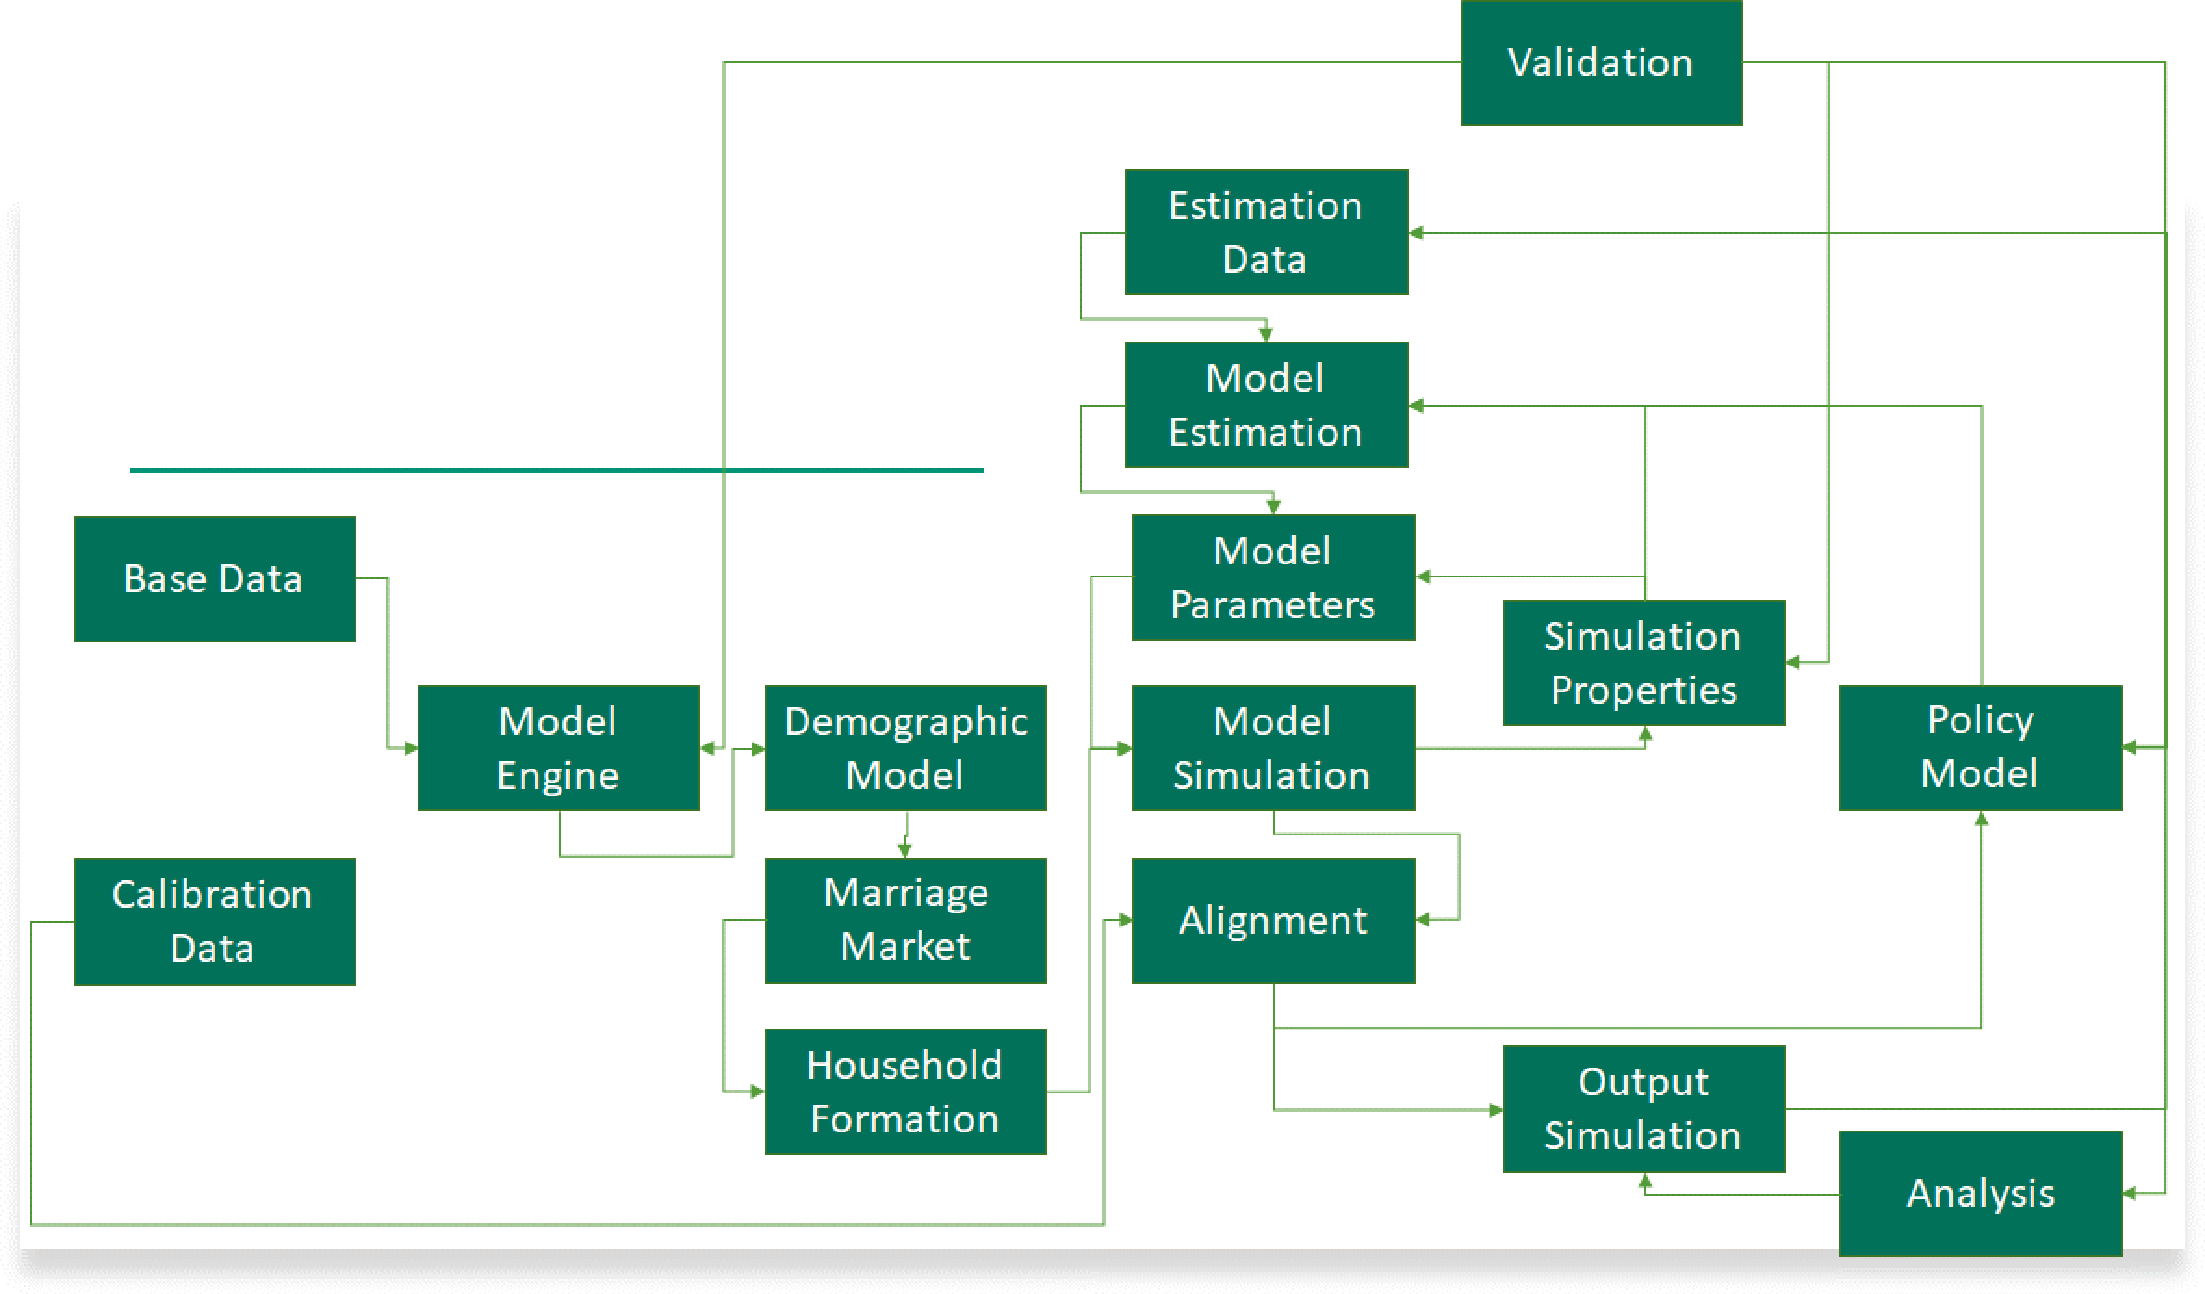 Validation
Estimation
Data
Model
Estimation
Base Data
Model
Parameters
Simulation
Properties
Model
Engine
Demographic
Model
Model
Simulation
Policy
Model
Calibration
Data
Marriage
Market
Alignment
Household
Formation
Output
Simulation
Analysis